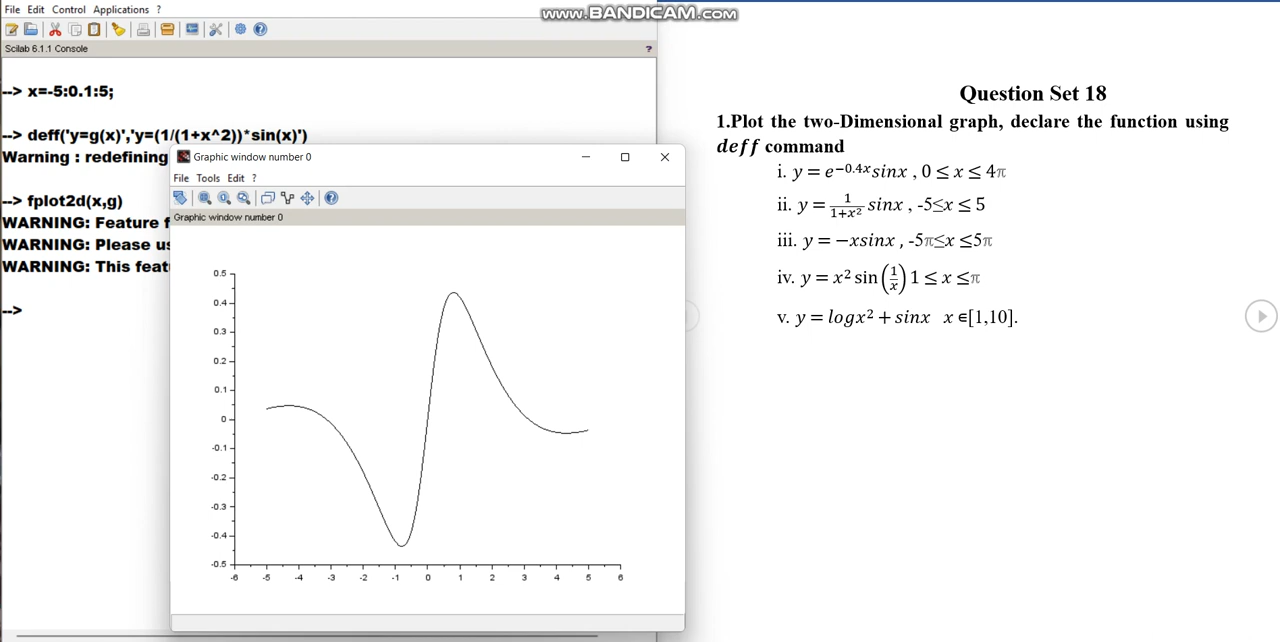 www.BANDICAM.com
File Edit Control Applications ?
Scilab 6.1.1 Console ?
--> x=-5:0.1:5;
--> deff('y=g(x)','y=(1/(1+x^2))*sin(x)')
Warning : redefining
--> fplot2d(x,g)
WARNING: Feature f
WARNING: Please us
WARNING: This feat
-->
Graphic window number 0
File Tools Edit ?
Graphic window number 0
0.5
0.4
0.3
0.2
0.1
0
-0.1
-0.2
-0.3
-0.4
-0.5
-6 -5 -4 -3 -2 -1 0 1 2 3 4 5 6
Question Set 18
1.Plot the two-Dimensional graph, declare the function using
deff command
i. y = e^−0.4x sinx , 0 ≤ x ≤ 4π
ii. y = 1/(1+x²) sinx , -5≤x ≤ 5
iii. y = −xsinx , -5π≤x ≤5π
iv. y = x² sin (1/x) 1 ≤ x ≤π
v. y = logx² + sinx x ∈[1,10].